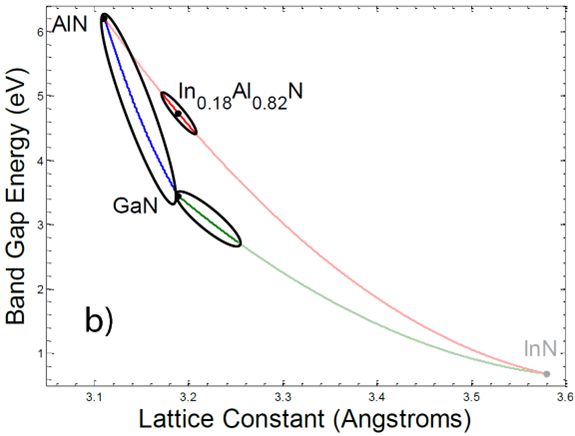 AlN
In0.18Al0.82N
GaN
b)
InN
Band Gap Energy (eV)
6
5
4
3
2
1
3.1 3.2 3.3 3.4 3.5 3.6
Lattice Constant (Angstroms)